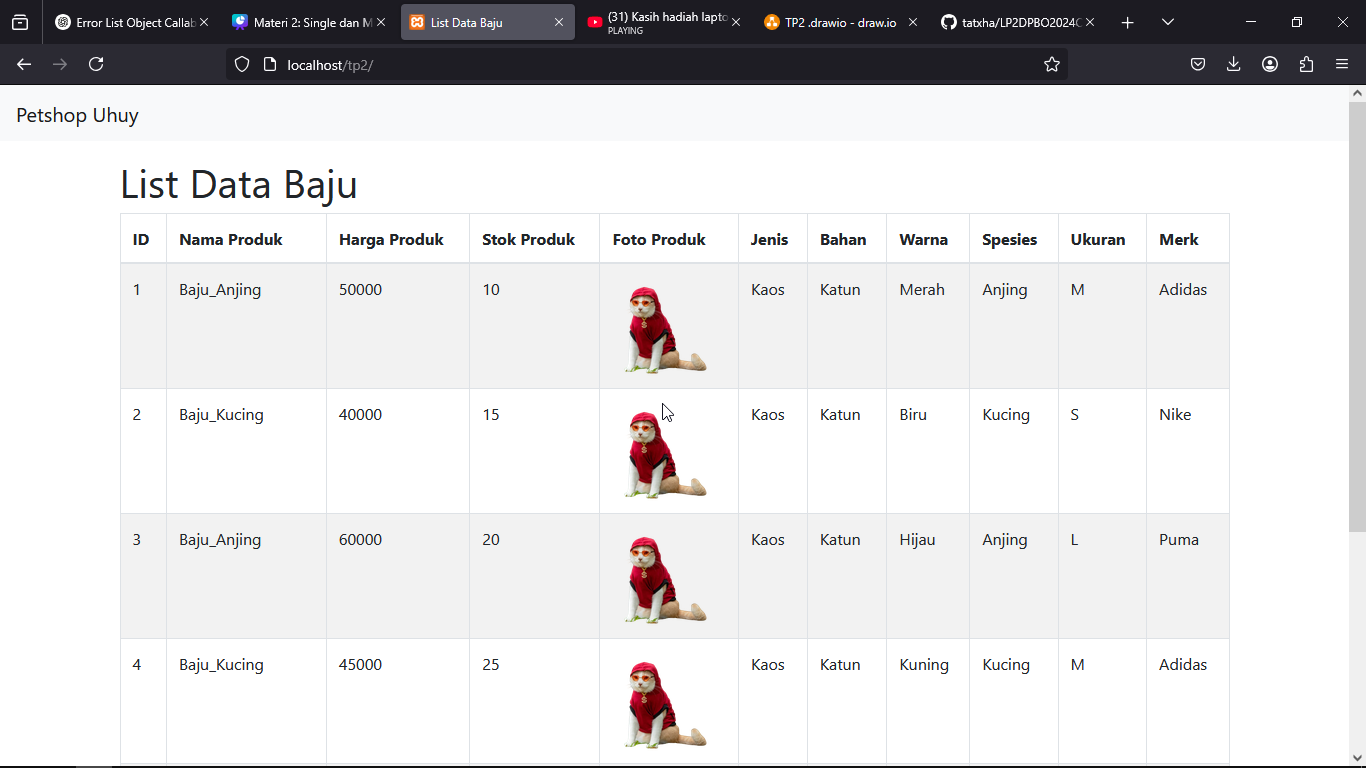 Error List Object Callab
Materi 2: Single dan M
List Data Baju
(31) Kasih hadiah lapto
PLAYING
TP2 .drawio - draw.io
tatxha/LP2DPBO2024C
localhost/tp2/
Petshop Uhuy
List Data Baju
ID Nama Produk Harga Produk Stok Produk Foto Produk Jenis Bahan Warna Spesies Ukuran Merk
1 Baju_Anjing 50000 10 Kaos Katun Merah Anjing M Adidas
2 Baju_Kucing 40000 15 Kaos Katun Biru Kucing S Nike
3 Baju_Anjing 60000 20 Kaos Katun Hijau Anjing L Puma
4 Baju_Kucing 45000 25 Kaos Katun Kuning Kucing M Adidas